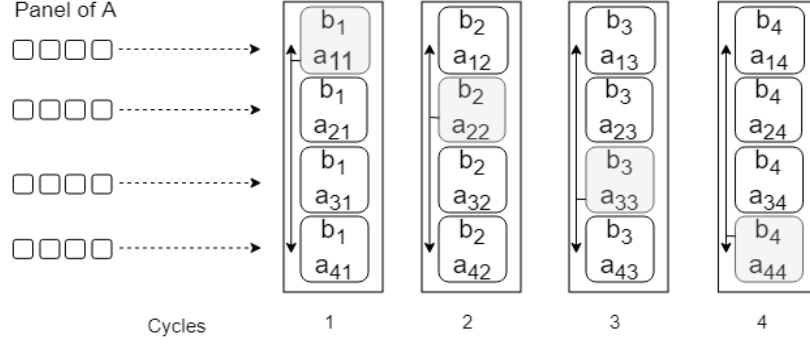 Panel of A
b1 b2 b3 b4
a11 a12 a13 a14
b1 b2 b3 b4
a21 a22 a23 a24
b1 b2 b3 b4
a31 a32 a33 a34
b1 b2 b3 b4
a41 a42 a43 a44
Cycles 1 2 3 4